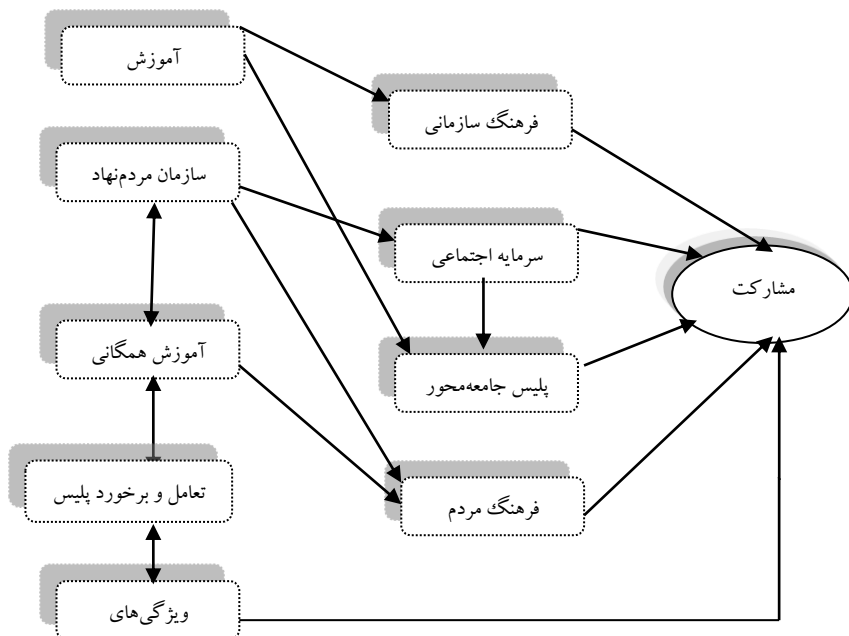 آموزش
فرهنگ سازمانی
سازمان مردم‌نهاد
سرمایه اجتماعی
مشارکت
آموزش همگانی
پلیس جامعه‌محور
تعامل و برخورد پلیس
فرهنگ مردم
ویژگی‌های